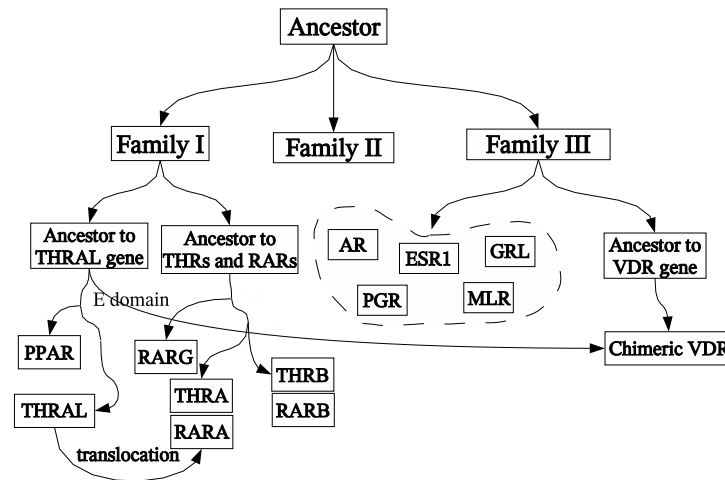 Ancestor
Family I
Family II
Family III
Ancestor to
THRAL gene
Ancestor to
THRs and RARs
AR
ESR1
GRL
PGR
MLR
Ancestor to
VDR gene
E domain
PPAR
RARG
THRB
RARB
Chimeric VDR
THRAL
THRA
RARA
translocation